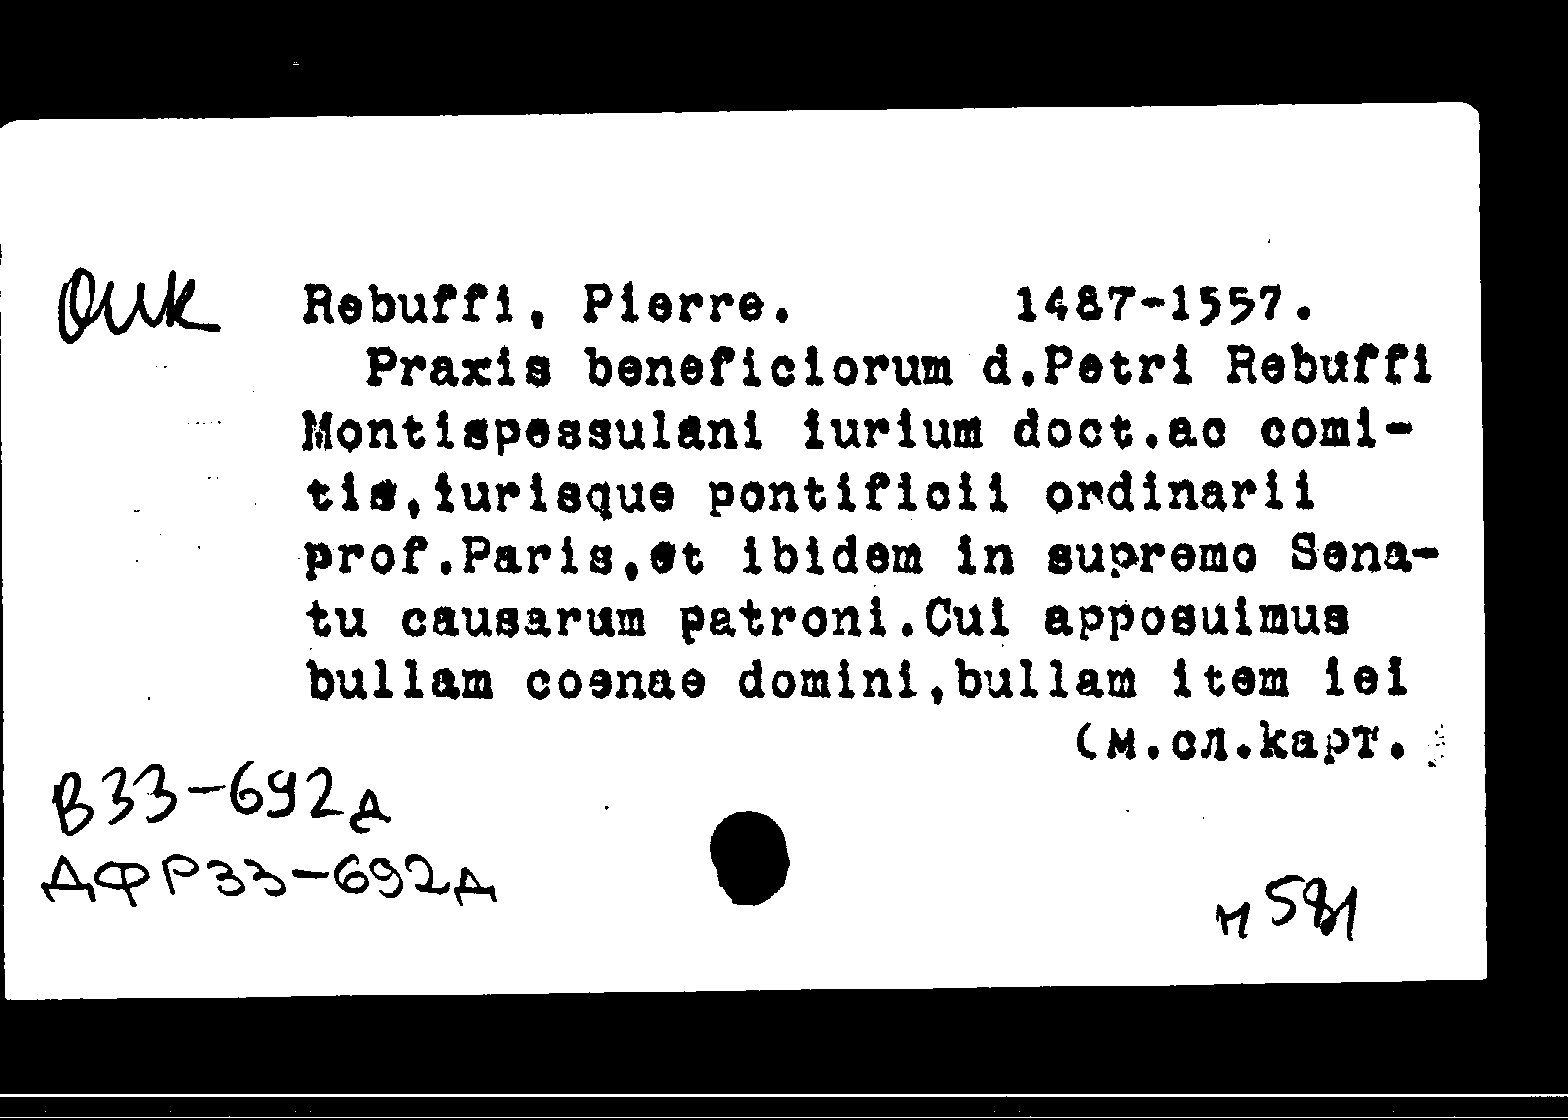 ОИК
Rebuffi, Pierre. 1487-1557.
Praxis beneficiorum d.Petri Rebuffi
Montispessulani iurium doct.ac comi-
tis,iurisque pontificii ordinarii
prof.Paris,et ibidem in supremo Sena-
tu causarum patroni.Cui apposuimus
bullam coenae domini,bullam item iei
(м.сл.карт.
В33-692д
ДФР33-692д
н 581